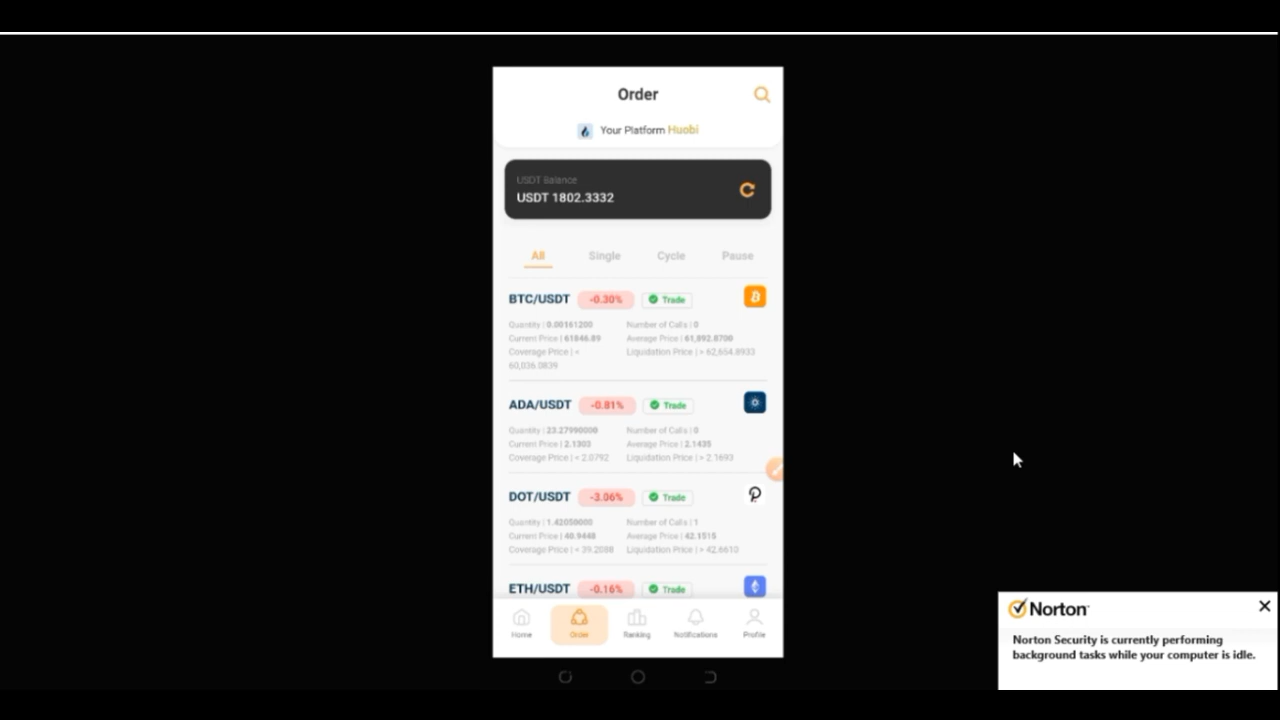 Order
Your Platform Huobi
USDT Balance
USDT 1802.3332
All Single Cycle Pause
BTC/USDT -0.30% Trade
Quantity | 0.00161200 Number of Calls | 0
Current Price | 61846.89 Average Price | 61,892.8700
Coverage Price | < Liquidation Price | > 62,654.8933
60,036.0839
ADA/USDT -0.81% Trade
Quantity | 23.27990000 Number of Calls | 0
Current Price | 2.1303 Average Price | 2.1435
Coverage Price | < 2.0792 Liquidation Price | > 2.1693
DOT/USDT -3.06% Trade
Quantity | 1.42050000 Number of Calls | 1
Current Price | 40.9448 Average Price | 42.1515
Coverage Price | < 39.2088 Liquidation Price | > 42.6610
ETH/USDT -0.16% Trade
Home Order Ranking Notifications Profile
Norton
Norton Security is currently performing
background tasks while your computer is idle.